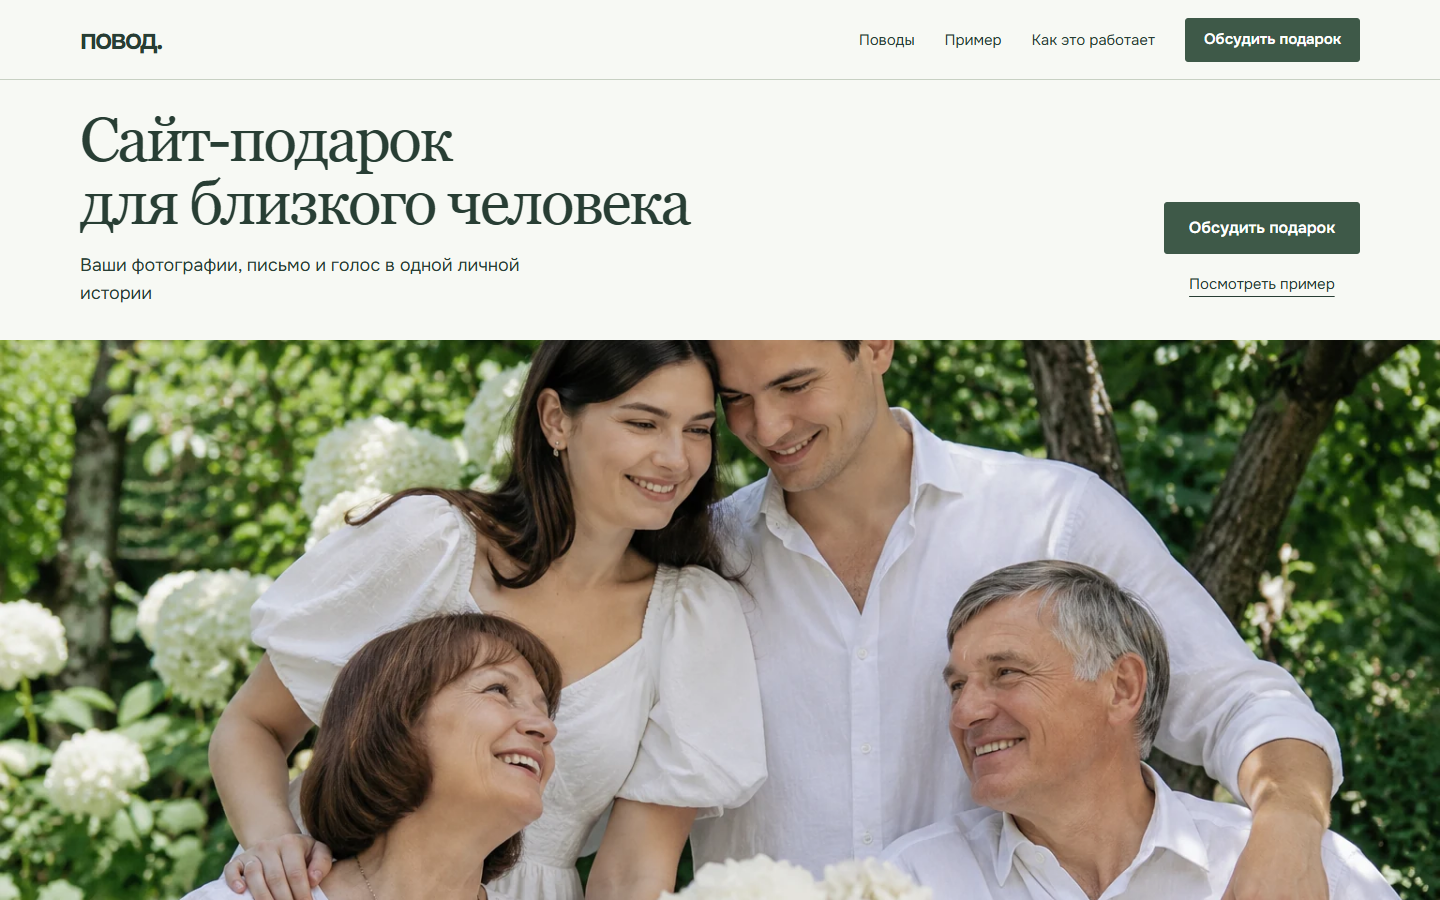 ПОВОД.
Поводы
Пример
Как это работает
Обсудить подарок
Сайт-подарок
для близкого человека
Ваши фотографии, письмо и голос в одной личной
истории
Обсудить подарок
Посмотреть пример